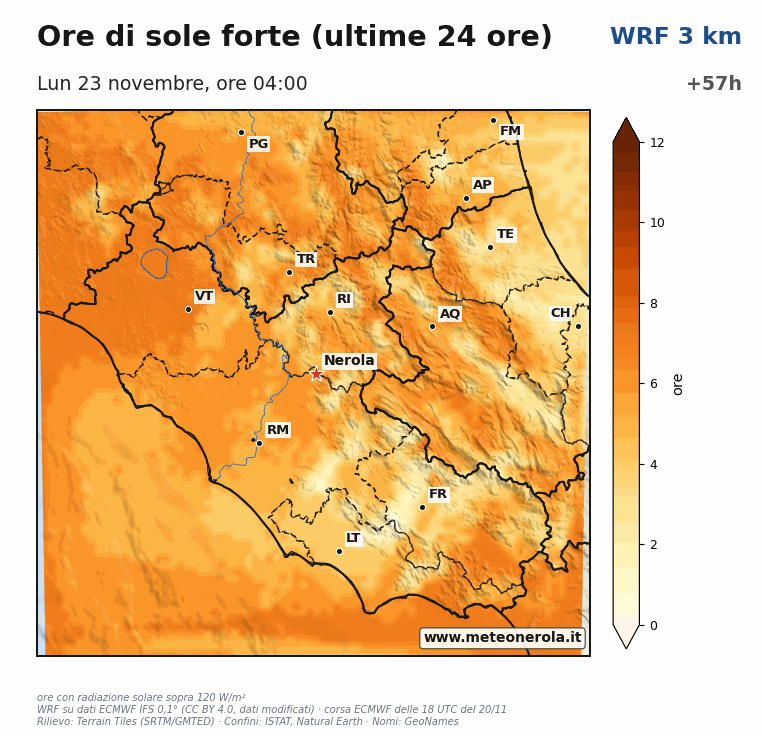 Ore di sole forte (ultime 24 ore)
WRF 3 km
Lun 23 novembre, ore 04:00
+57h
PG
FM
AP
TE
TR
VT
RI
AQ
CH
Nerola
RM
FR
LT
www.meteonerola.it
12
10
8
6
4
2
0
ore
ore con radiazione solare sopra 120 W/m²
WRF su dati ECMWF IFS 0,1° (CC BY 4.0, dati modificati) · corsa ECMWF delle 18 UTC del 20/11
Rilievo: Terrain Tiles (SRTM/GMTED) · Confini: ISTAT, Natural Earth · Nomi: GeoNames